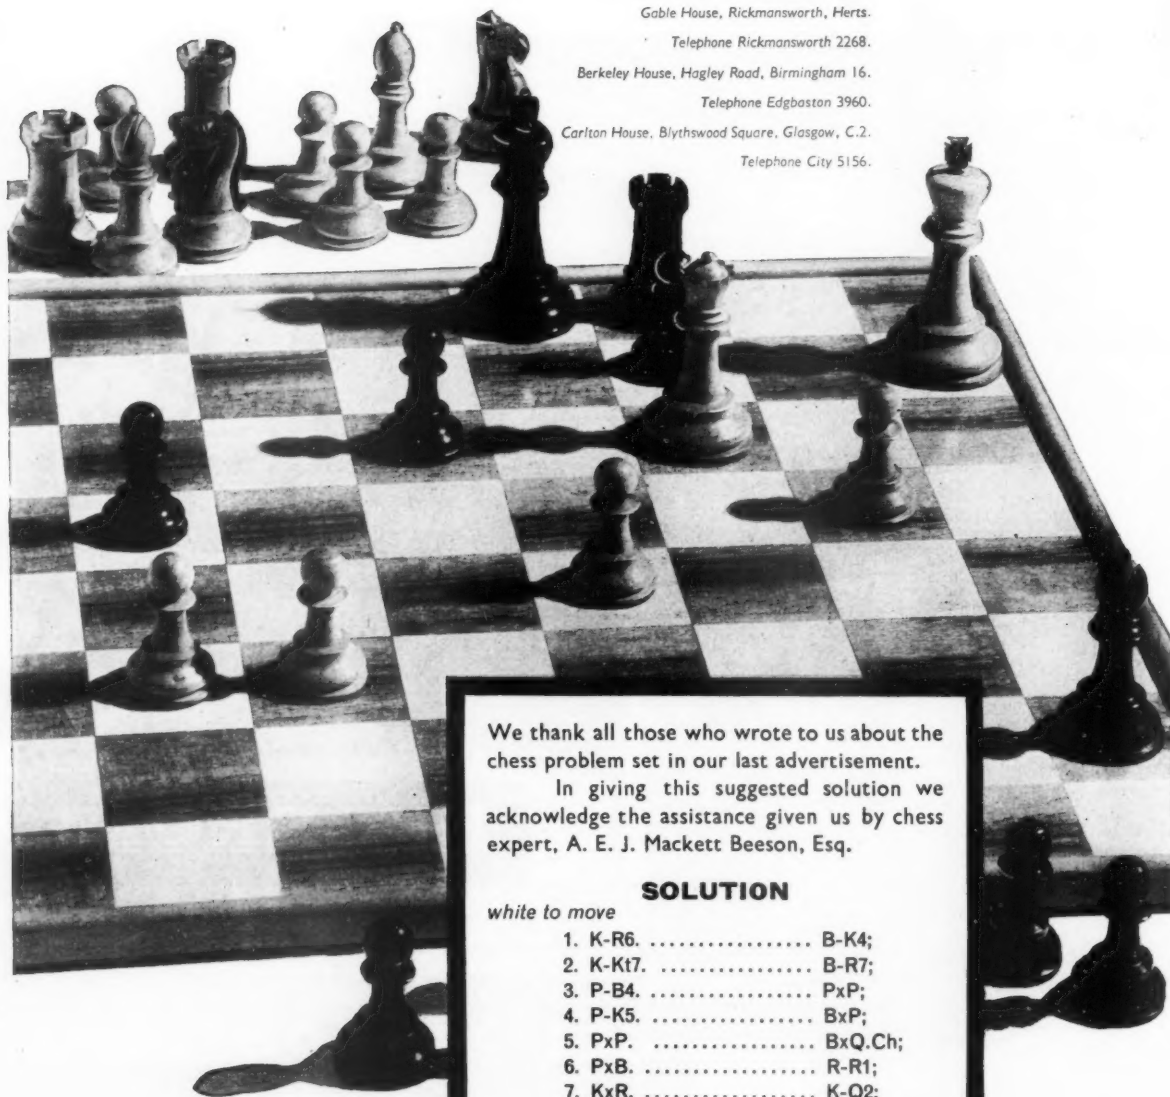 Gable House, Rickmansworth, Herts.
Telephone Rickmansworth 2268.
Berkeley House, Hagley Road, Birmingham 16.
Telephone Edgbaston 3960.
Carlton House, Blythswood Square, Glasgow, C.2.
Telephone City 5156.
We thank all those who wrote to us about the
chess problem set in our last advertisement.
In giving this suggested solution we
acknowledge the assistance given us by chess
expert, A. E. J. Mackett Beeson, Esq.
SOLUTION
white to move
1. K-R6. ................. B-K4;
2. K-Kt7. ................ B-R7;
3. P-B4. ................. PxP;
4. P-K5. ................. BxP;
5. PxP. ................. BxQ.Ch;
6. PxB. ................. R-R1;
7. KxR. ................. K-Q2;